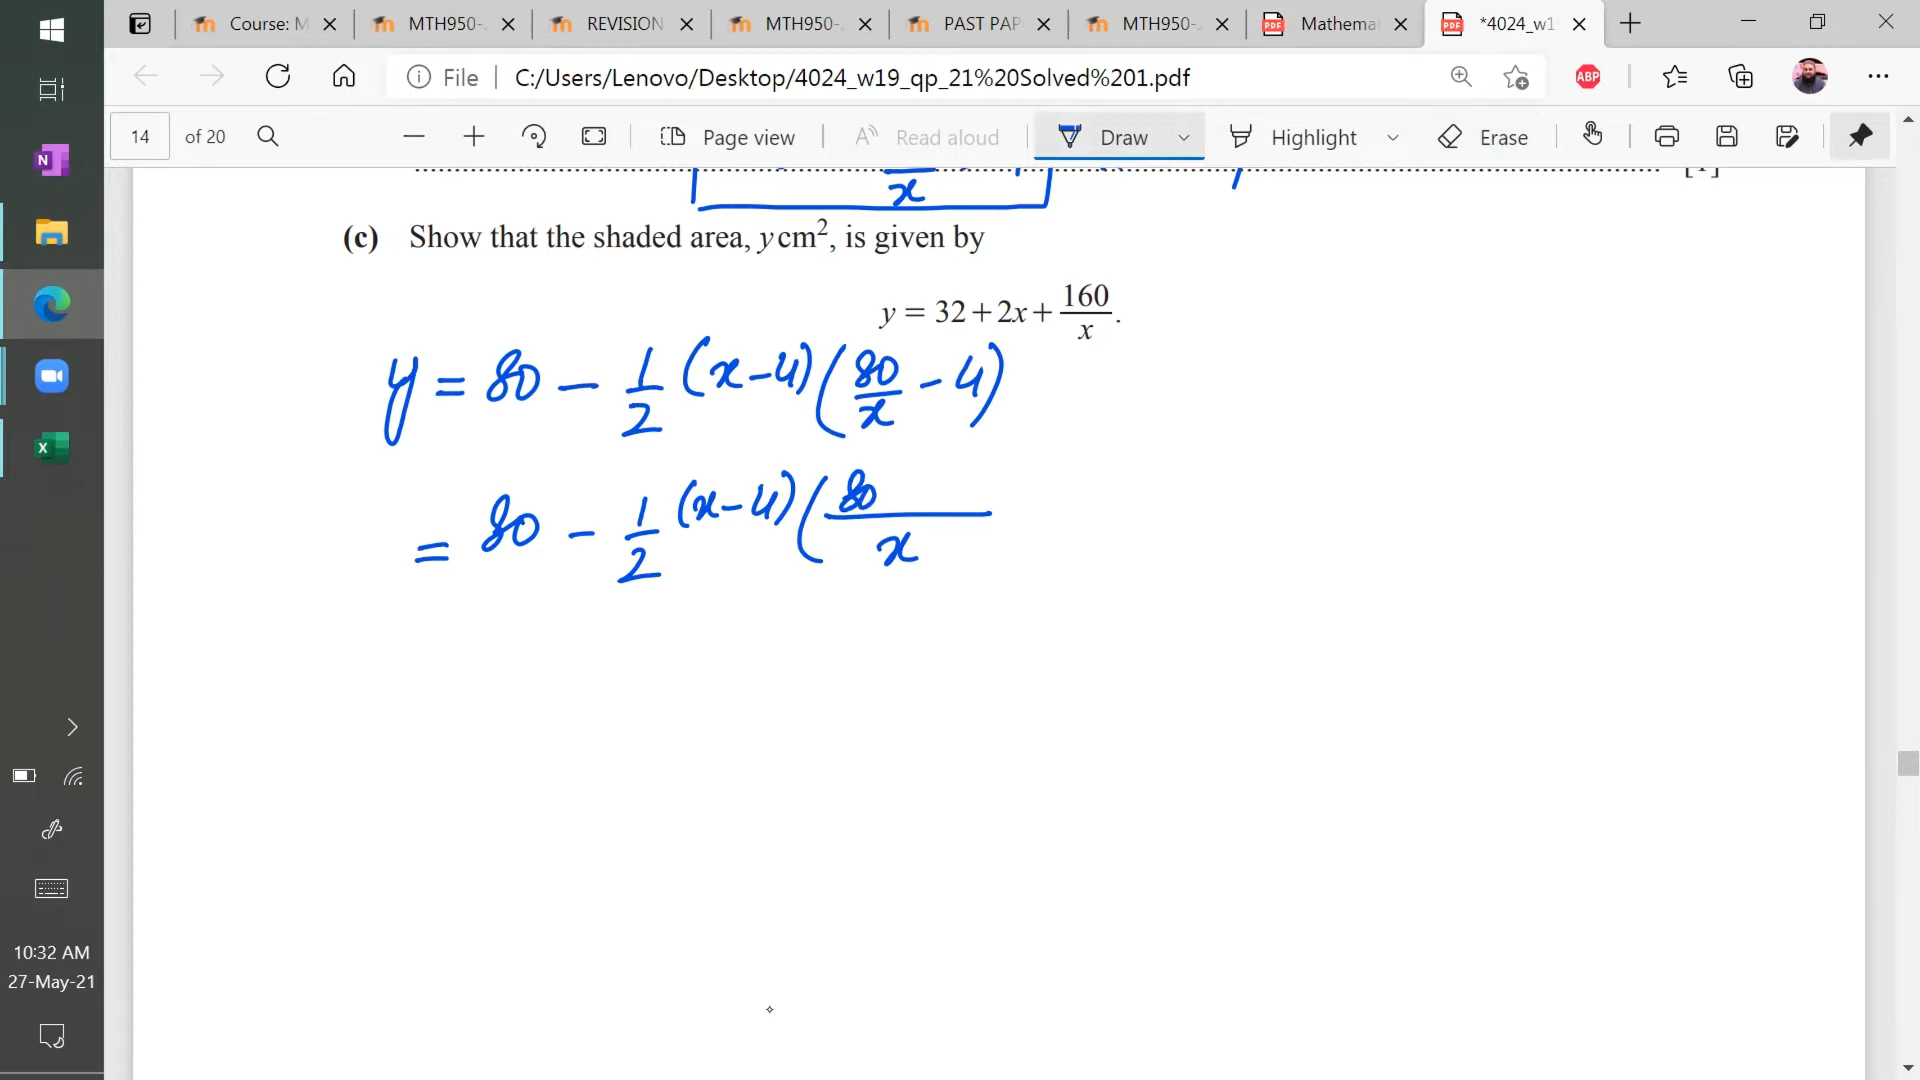 Course: M
MTH950-
REVISION
MTH950-
PAST PAP
MTH950-
Mathema
*4024_w1
File
C:/Users/Lenovo/Desktop/4024_w19_qp_21%20Solved%201.pdf
ABP
14 of 20
Page view
Read aloud
Draw
Highlight
Erase
x
[1]
(c) Show that the shaded area, y cm², is given by
y = 32 + 2x + 160/x.
y = 80 − 1/2 (x−4)(80/x − 4)
= 80 − 1/2 (x−4)(80/x
10:32 AM
27-May-21